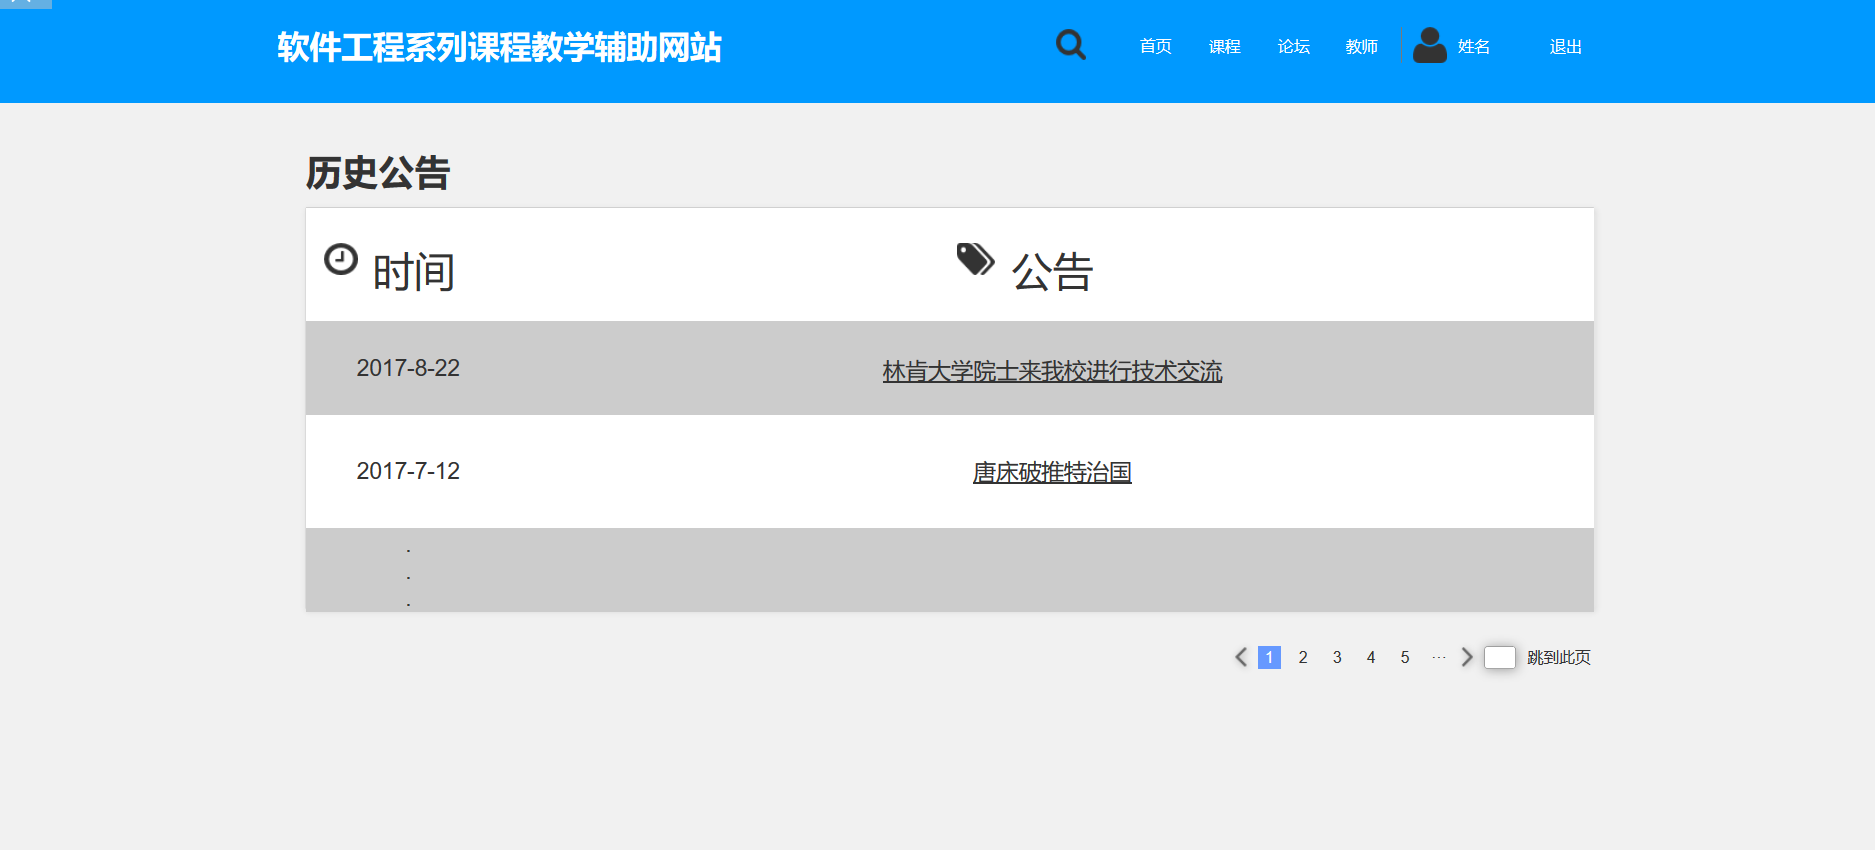 软件工程系列课程教学辅助网站 首页 课程 论坛 教师 姓名 退出
历史公告
时间 公告
2017-8-22 林肯大学院士来我校进行技术交流
2017-7-12 唐床破推特治国
.
.
.
1 2 3 4 5 ... 跳到此页